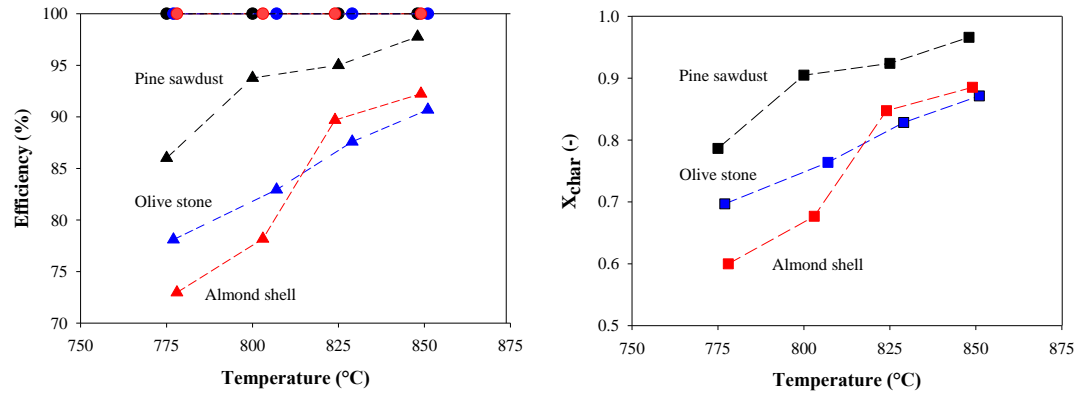 100
95
90
85
80
75
70
750
775
800
825
850
875
Efficiency (%)
Temperature (°C)
Pine sawdust
Olive stone
Almond shell
1.0
0.9
0.8
0.7
0.6
0.5
750
775
800
825
850
875
Xchar (-)
Temperature (°C)
Pine sawdust
Olive stone
Almond shell